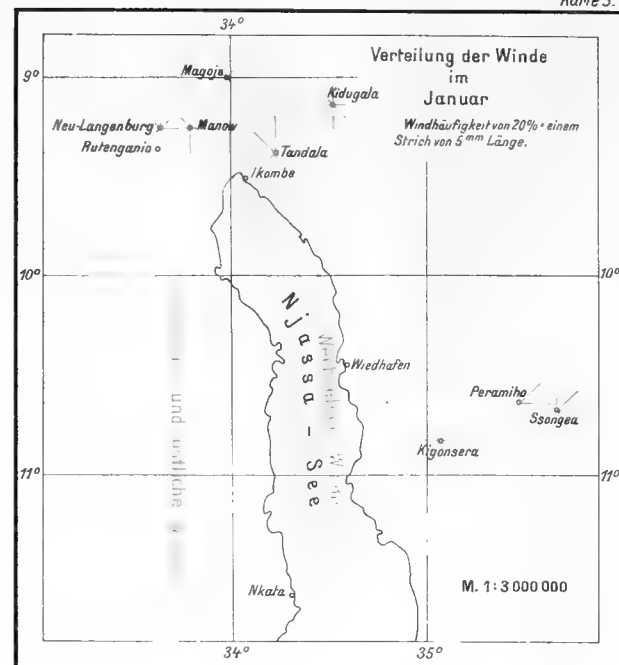 Karte 3.
34°
Verteilung der Winde
im
Januar
Windhäufigkeit von 20% = einem
Strich von 5mm Länge.
9°
Magoje
Kidugala
Neu-Langenburg
Manow
Rutenganio
Tandala
Ikombe
10°
10°
Njassa-See
Wiedhafen
Peramiho
Ssongea
Kigonsera
11°
11°
und östliche
Nkata
M. 1:3 000 000
34°
35°